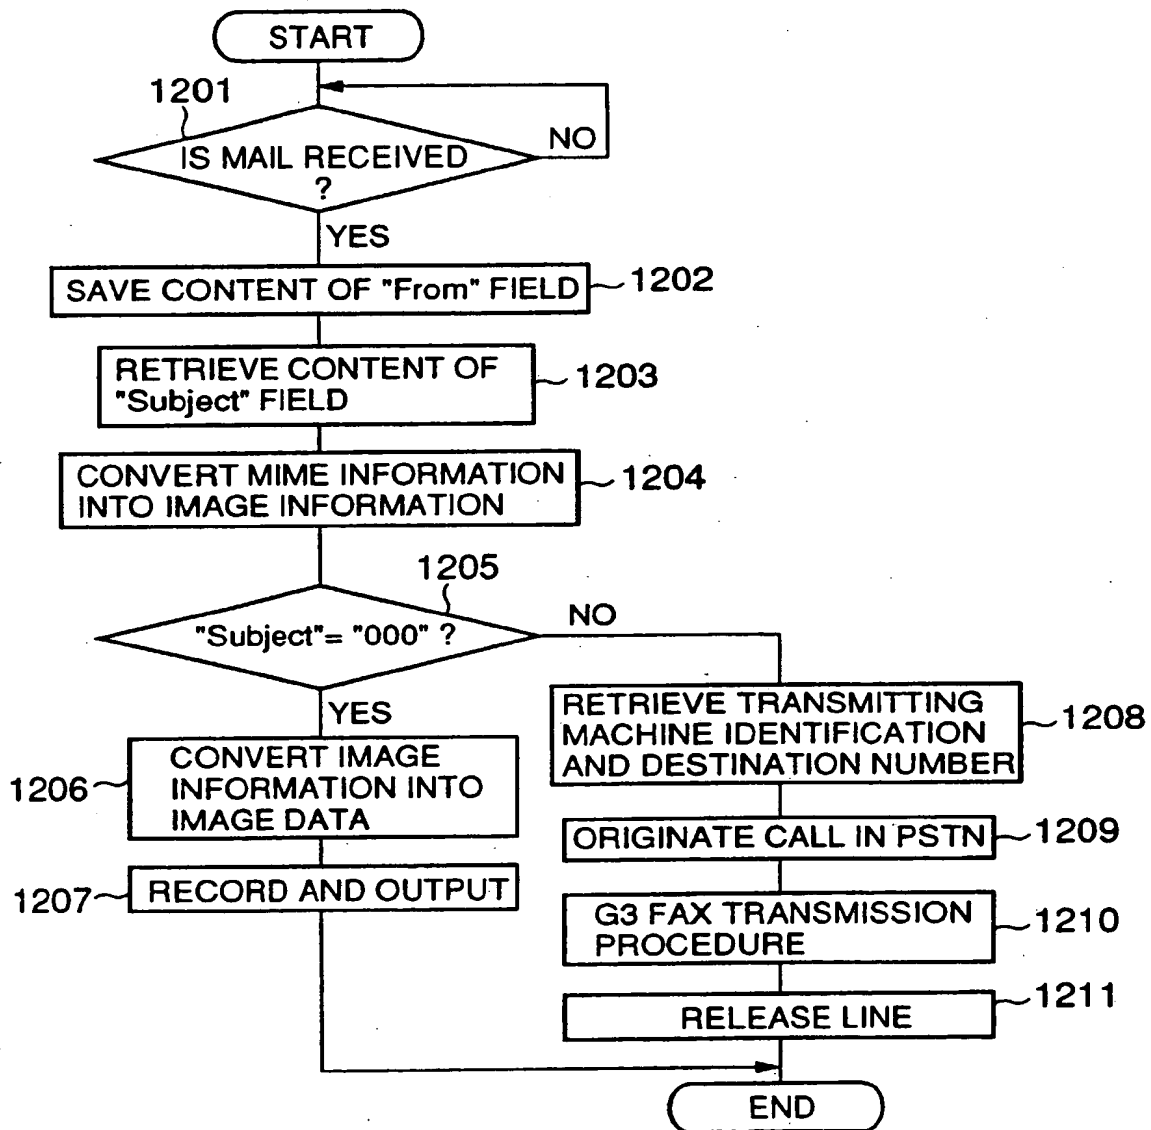 START
1201
IS MAIL RECEIVED
?
NO
YES
SAVE CONTENT OF "From" FIELD
1202
RETRIEVE CONTENT OF
"Subject" FIELD
1203
CONVERT MIME INFORMATION
INTO IMAGE INFORMATION
1204
1205
"Subject"= "000" ?
NO
YES
CONVERT IMAGE
INFORMATION INTO
IMAGE DATA
1206
RECORD AND OUTPUT
1207
RETRIEVE TRANSMITTING
MACHINE IDENTIFICATION
AND DESTINATION NUMBER
1208
ORIGINATE CALL IN PSTN
1209
G3 FAX TRANSMISSION
PROCEDURE
1210
RELEASE LINE
1211
END